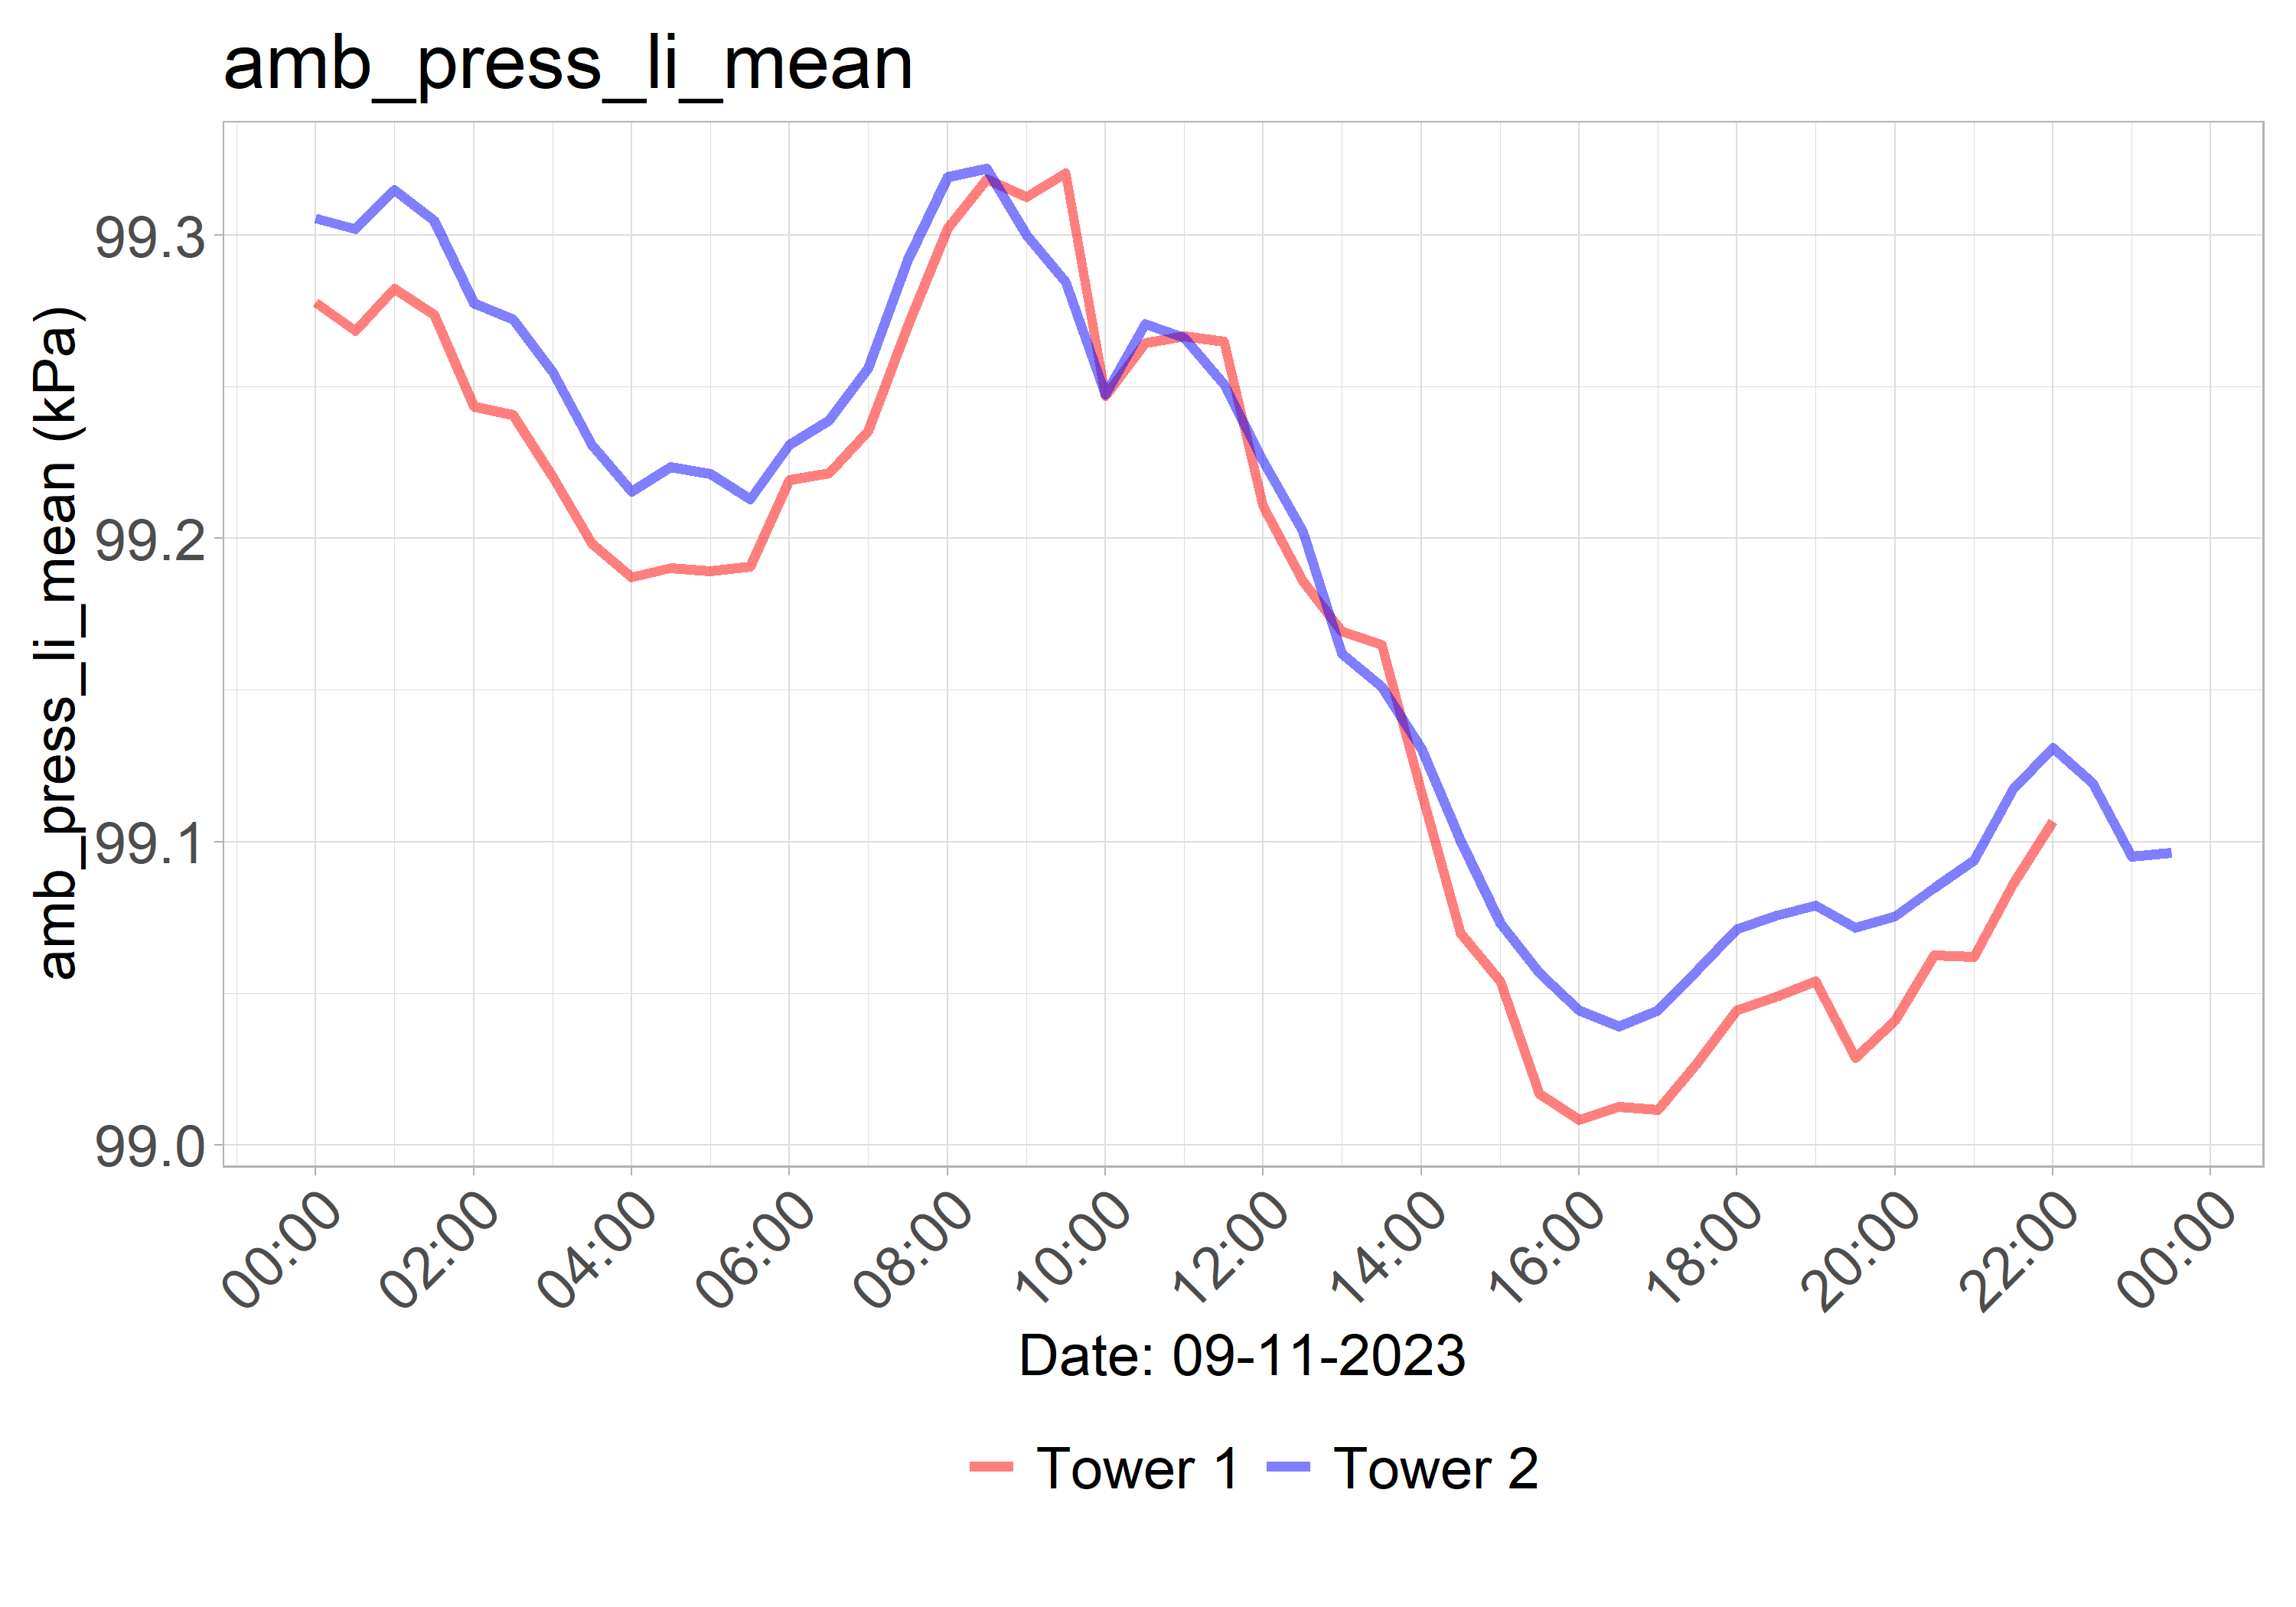 amb_press_li_mean
amb_press_li_mean (kPa)
99.3
99.2
99.1
99.0
00:00 02:00 04:00 06:00 08:00 10:00 12:00 14:00 16:00 18:00 20:00 22:00 00:00
Date: 09-11-2023
Tower 1 Tower 2